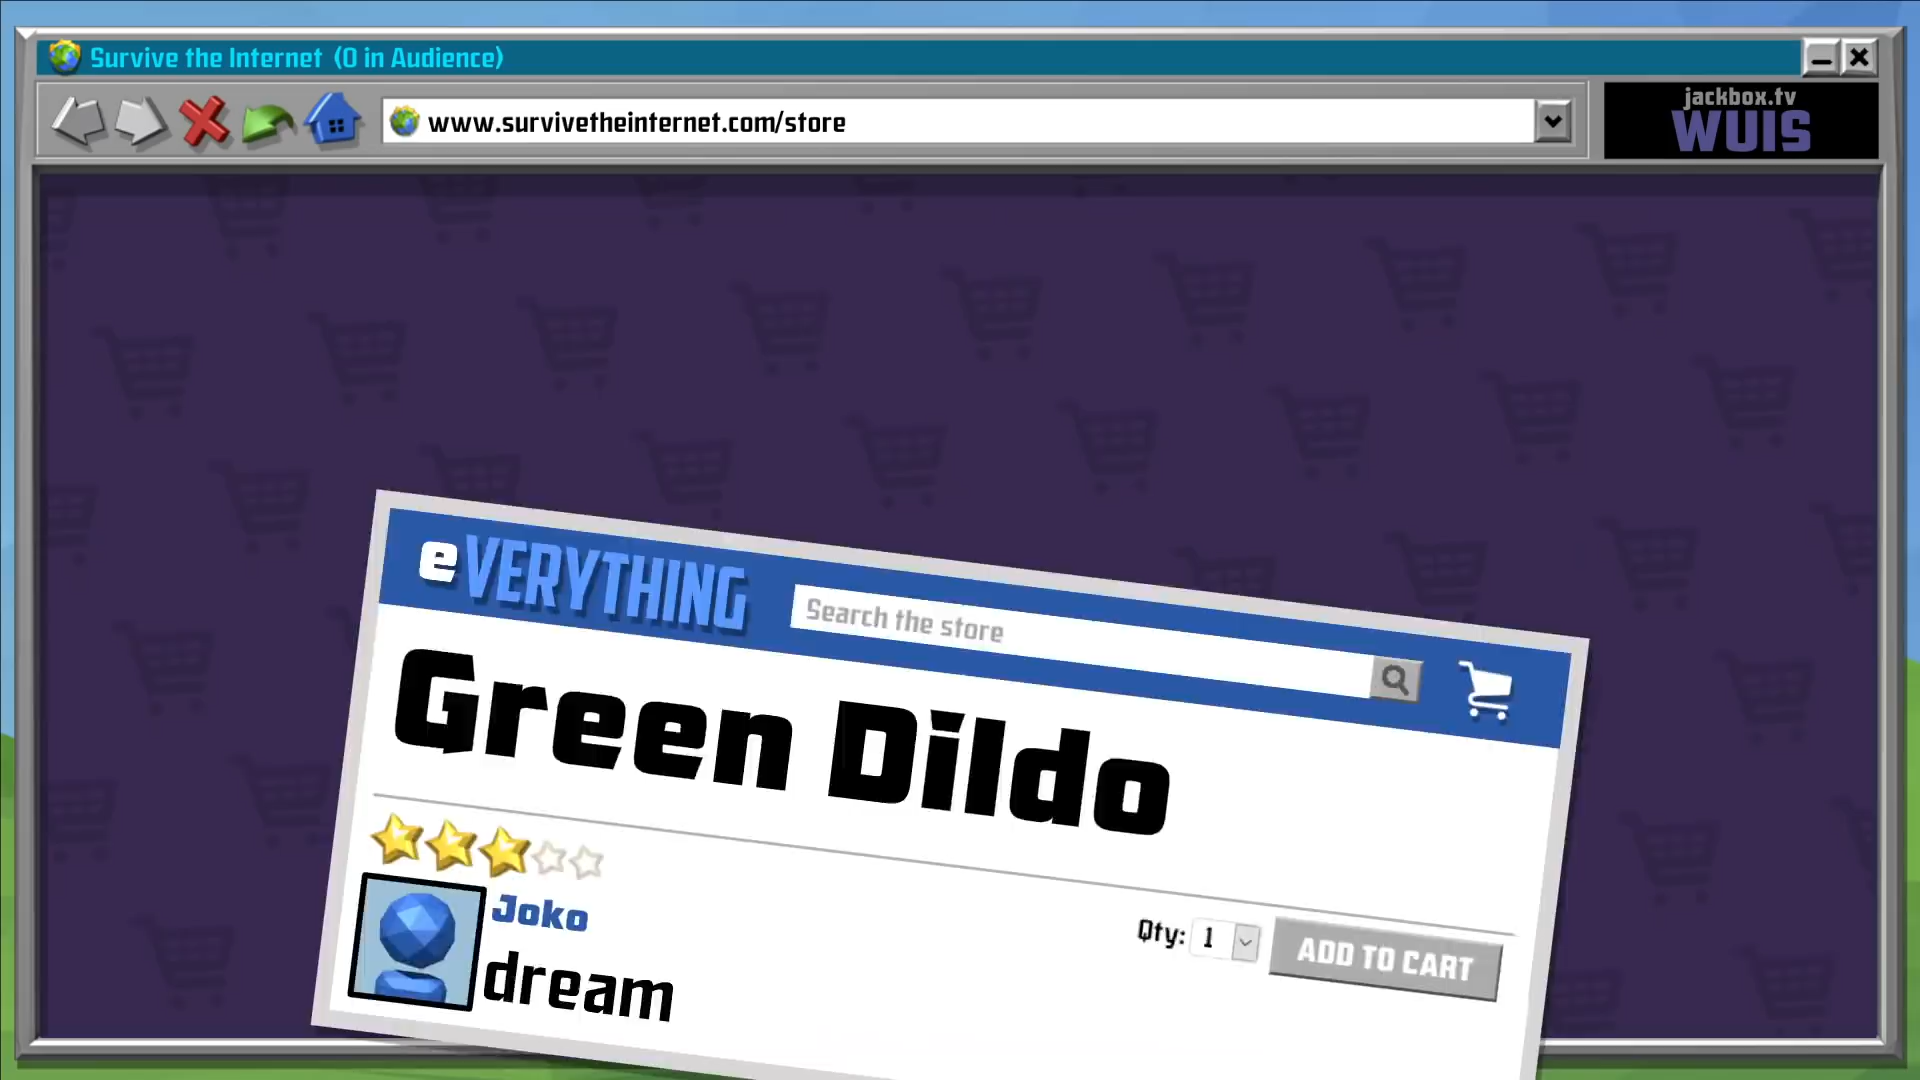 Survive the Internet (0 in Audience)
www.survivetheinternet.com/store
jackbox.tv
WUIS
eVERYTHING
Search the store
Green Dildo
Joko
dream
Qty: 1
ADD TO CART